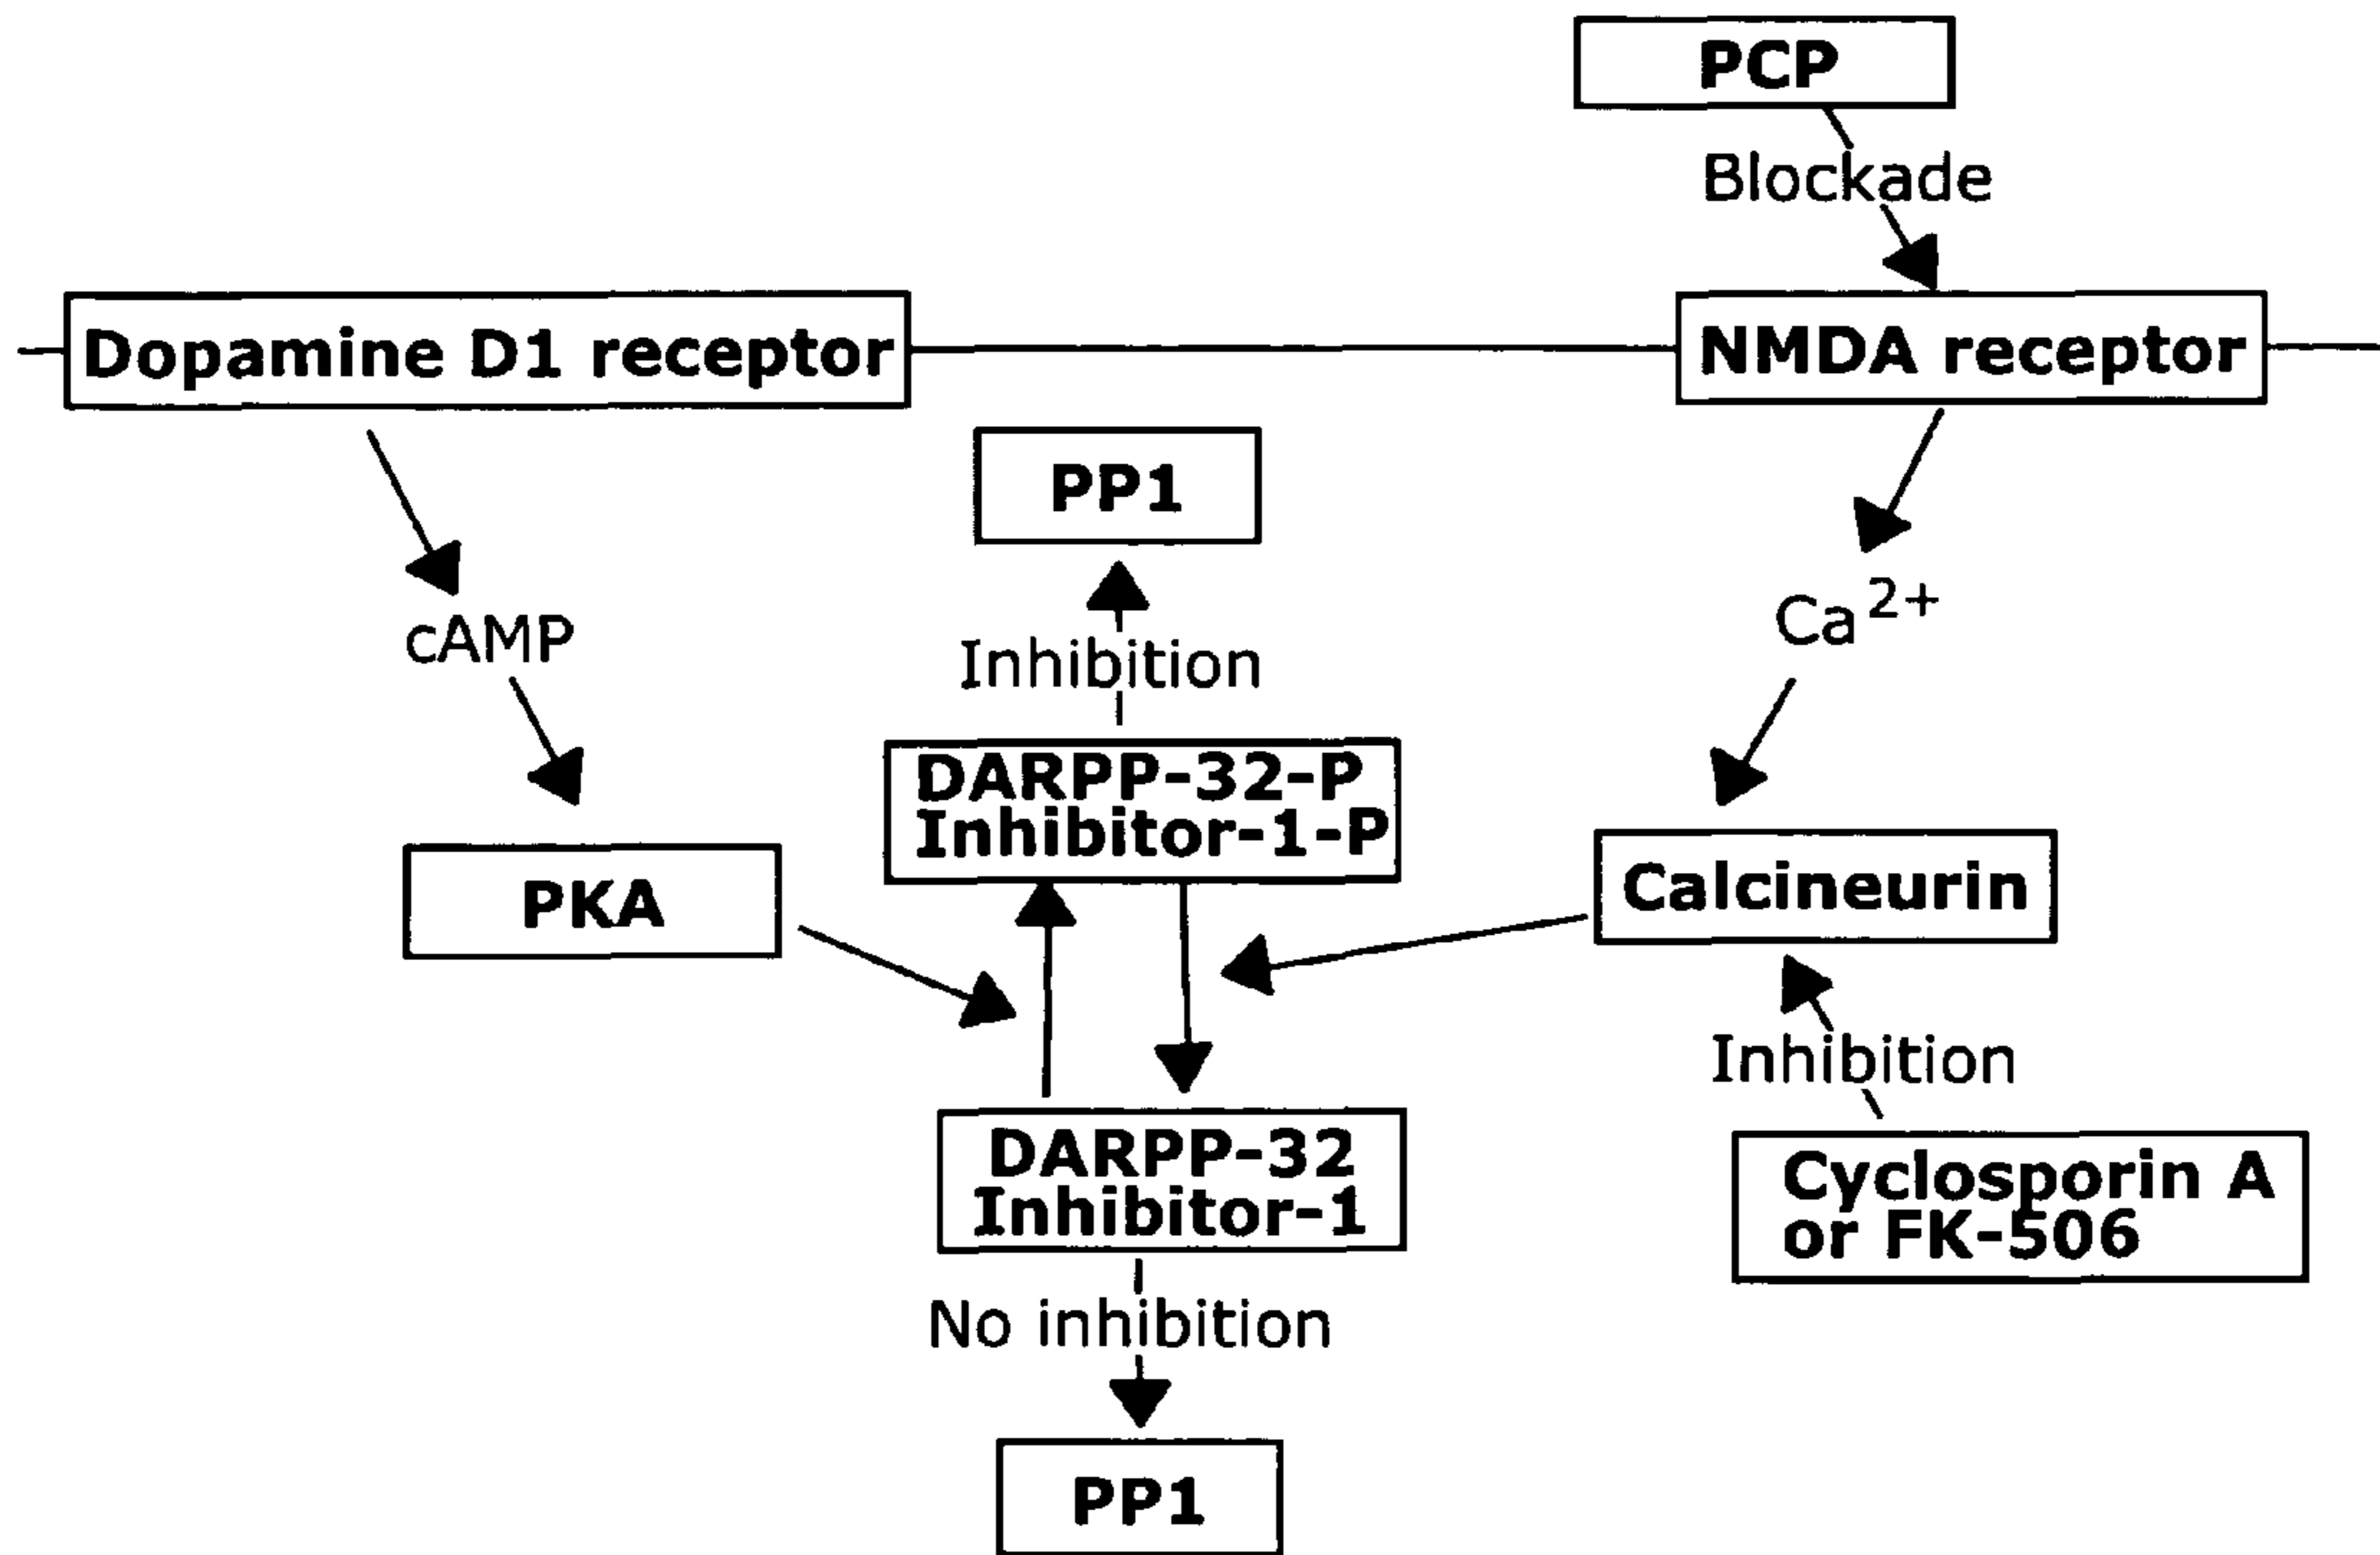 PCP
Blockade
Dopamine D1 receptor
NMDA receptor
PP1
cAMP
Ca2+
Inhibition
DARPP-32-P
Inhibitor-1-P
PKA
Calcineurin
Inhibition
DARPP-32
Inhibitor-1
Cyclosporin A
or FK-506
No inhibition
PP1